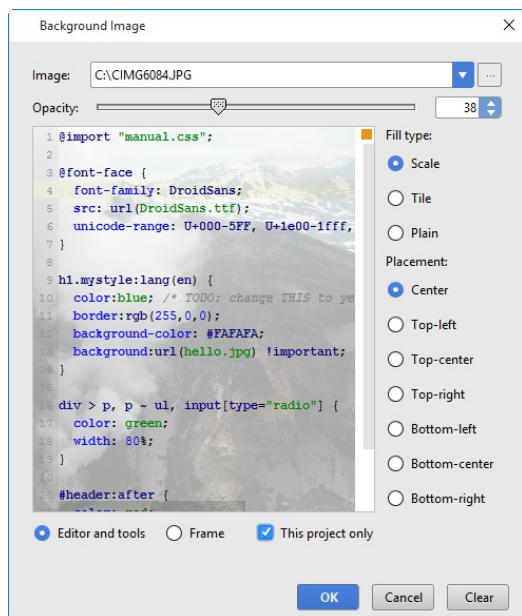 Background Image
Image: C:\CIMG6084.JPG ...
Opacity: 38
Fill type:
Scale
Tile
Plain
Placement:
Center
Top-left
Top-center
Top-right
Bottom-left
Bottom-center
Bottom-right
1 @import "manual.css";
2
3 @font-face {
4 font-family: DroidSans;
5 src: url(DroidSans.ttf);
6 unicode-range: U+000-5FF, U+1e00-1fff,
7 }
8
9 h1.mystyle:lang(en) {
10 color:blue; /* TODO: change THIS to ye
11 border:rgb(255,0,0);
12 background-color: #FAFAFA;
13 background:url(hello.jpg) !important;
14 }
15
16 div > p, p ~ ul, input[type="radio"] {
17 color: green;
18 width: 80%;
19 }
20
21 #header:after {
Editor and tools Frame This project only
OK Cancel Clear